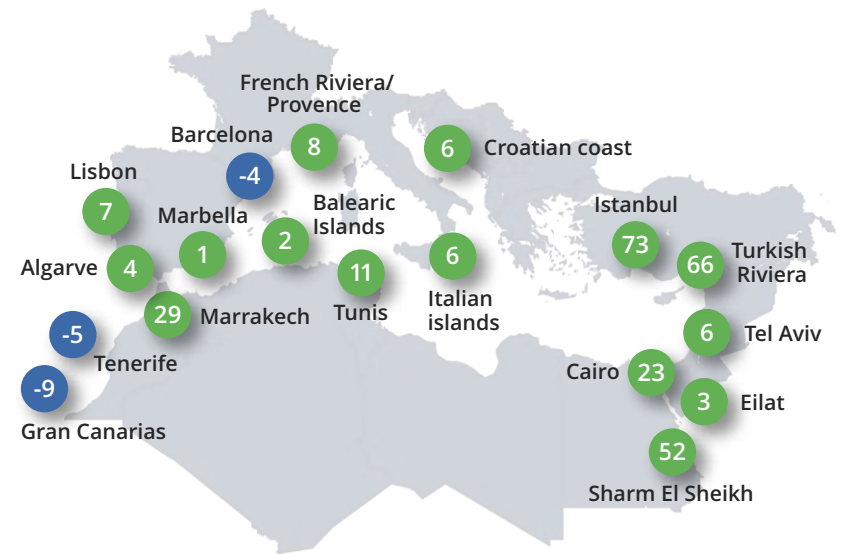 French Riviera/
Provence
8
Barcelona
-4
6
Croatian coast
Lisbon
7
Marbella
1
Balearic
Islands
2
Istanbul
73
Algarve
4
11
Tunis
6
Italian
islands
66
Turkish
Riviera
29
Marrakech
-5
Tenerife
6
Tel Aviv
-9
Gran Canarias
Cairo
23
3
Eilat
52
Sharm El Sheikh